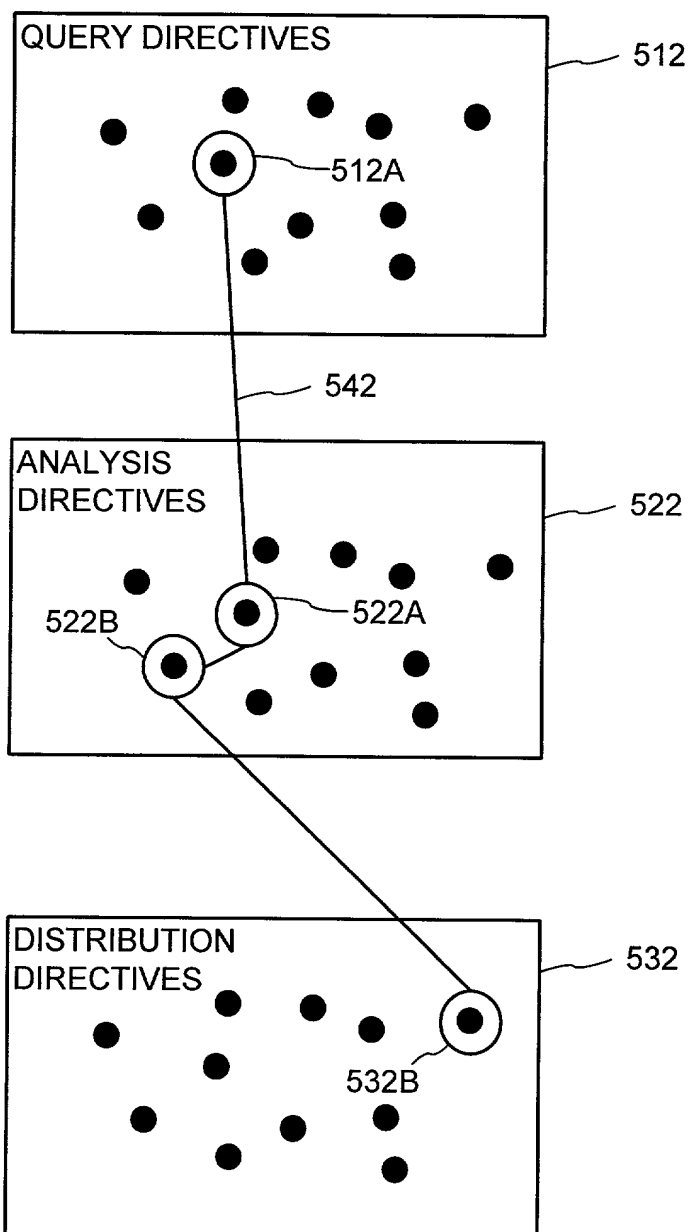 QUERY DIRECTIVES
512
512A
542
ANALYSIS
DIRECTIVES
522
522A
522B
DISTRIBUTION
DIRECTIVES
532
532B